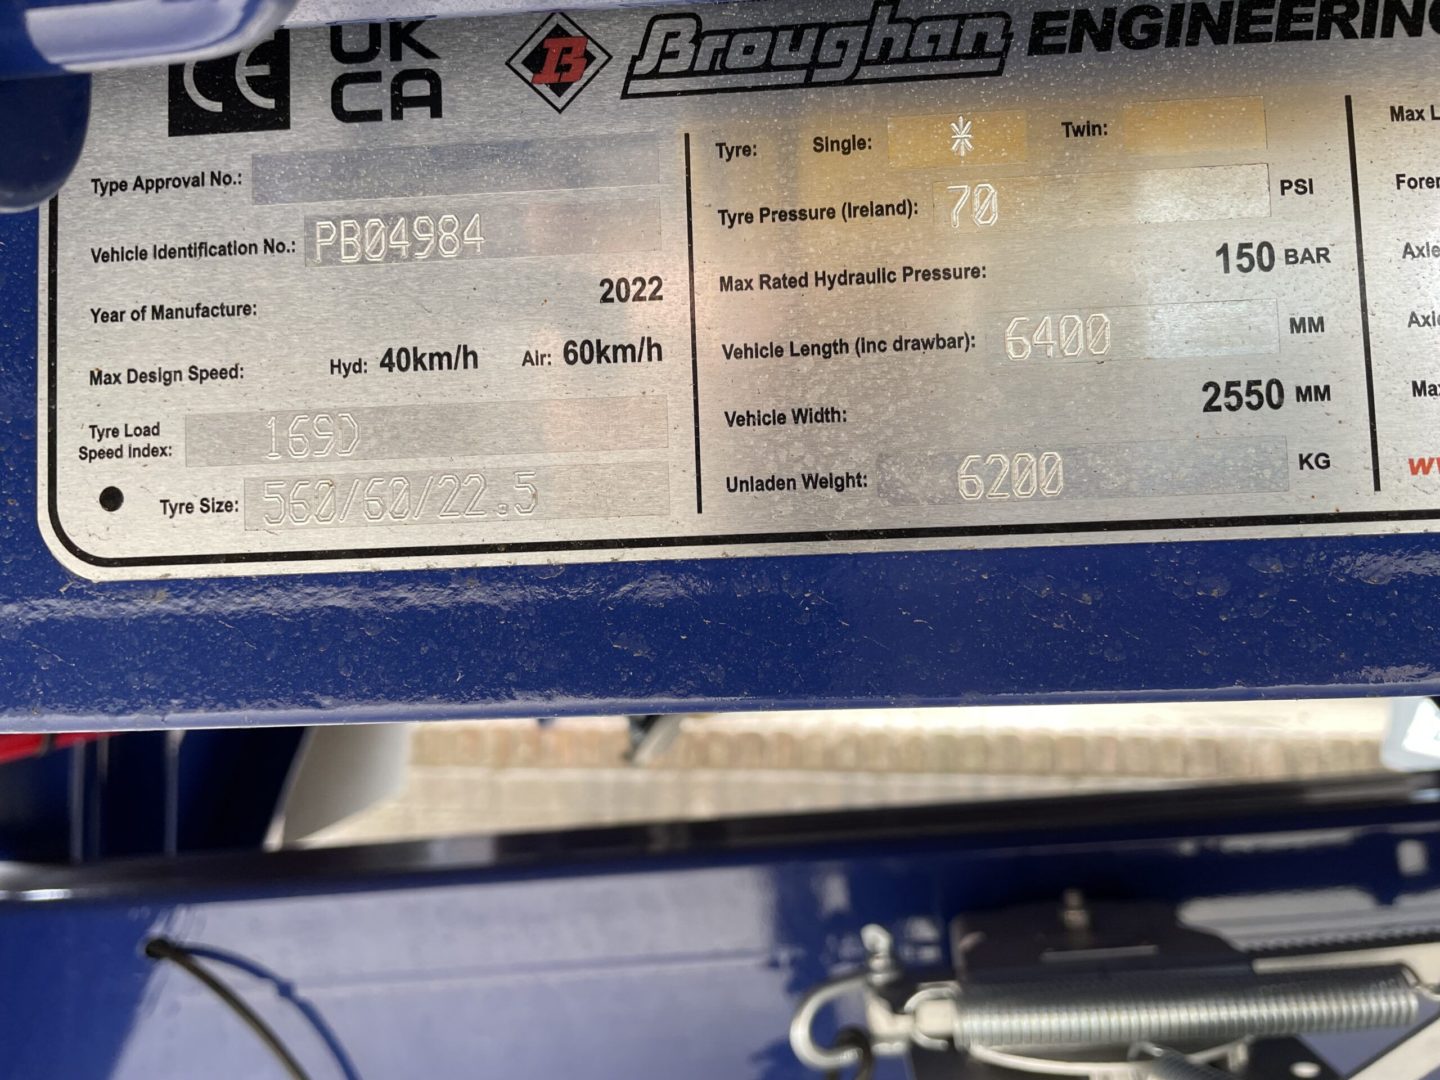 CE UK CA B Broughan ENGINEERING
Type Approval No.:
Vehicle Identification No.: PB04984
Year of Manufacture: 2022
Max Design Speed: Hyd: 40km/h Air: 60km/h
Tyre Load Speed Index: 169D
Tyre Size: 560/60/22.5
Tyre: Single: * Twin:
Tyre Pressure (Ireland): 70 PSI
Max Rated Hydraulic Pressure: 150 BAR
Vehicle Length (inc drawbar): 6400 MM
Vehicle Width: 2550 MM
Unladen Weight: 6200 KG
Max L
Axle
Axle